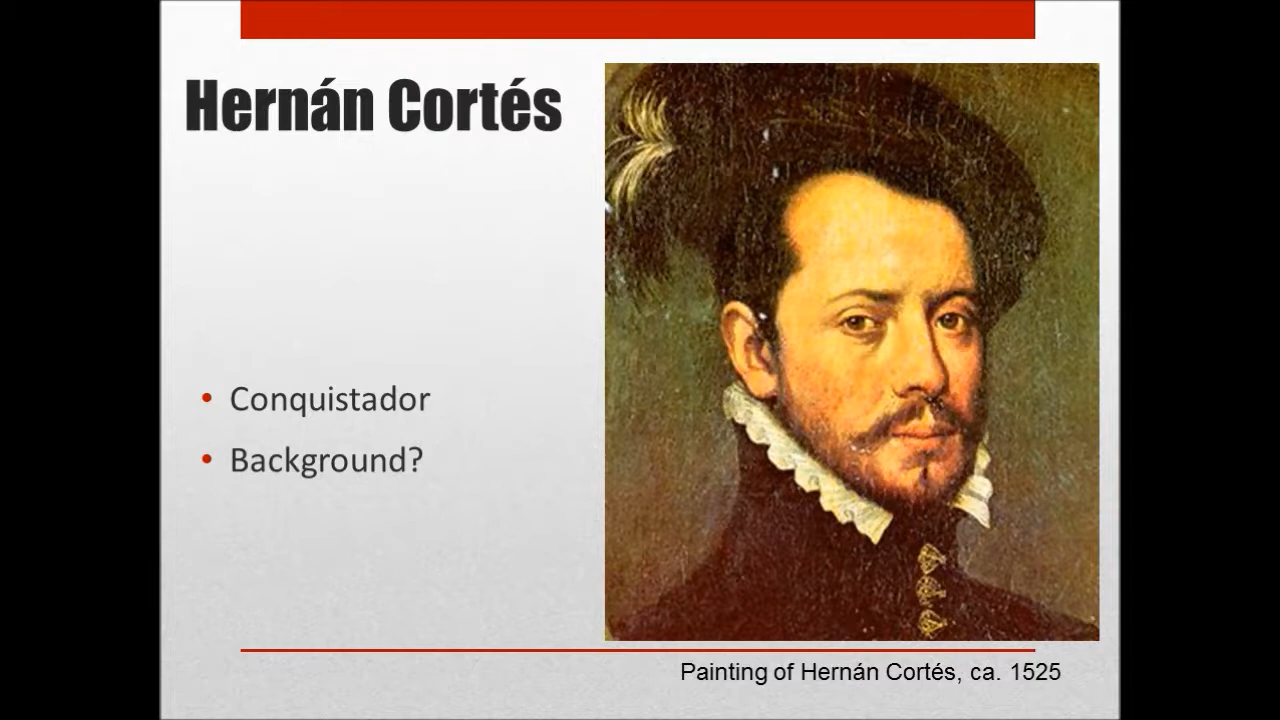 Hernán Cortés
• Conquistador
• Background?
Painting of Hernán Cortés, ca. 1525